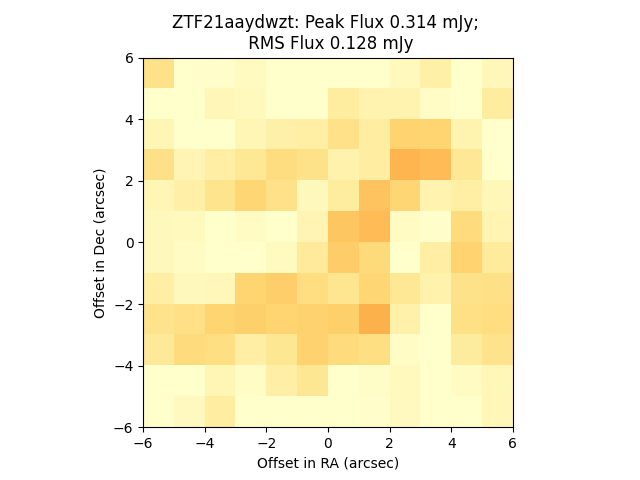 ZTF21aaydwzt: Peak Flux 0.314 mJy;
RMS Flux 0.128 mJy
6
4
2
0
−2
−4
−6
Offset in Dec (arcsec)
−6 −4 −2 0 2 4 6
Offset in RA (arcsec)